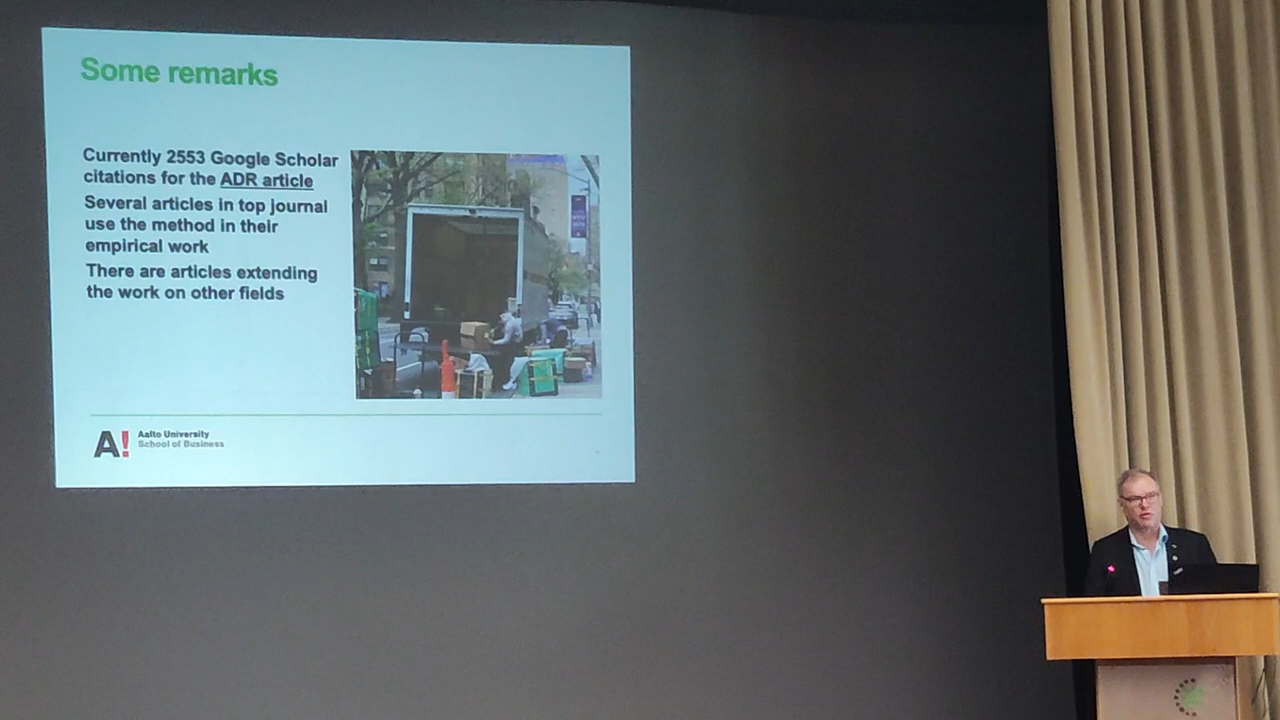 Some remarks
Currently 2553 Google Scholar
citations for the ADR article
Several articles in top journal
use the method in their
empirical work
There are articles extending
the work on other fields
A!
Aalto University
School of Business